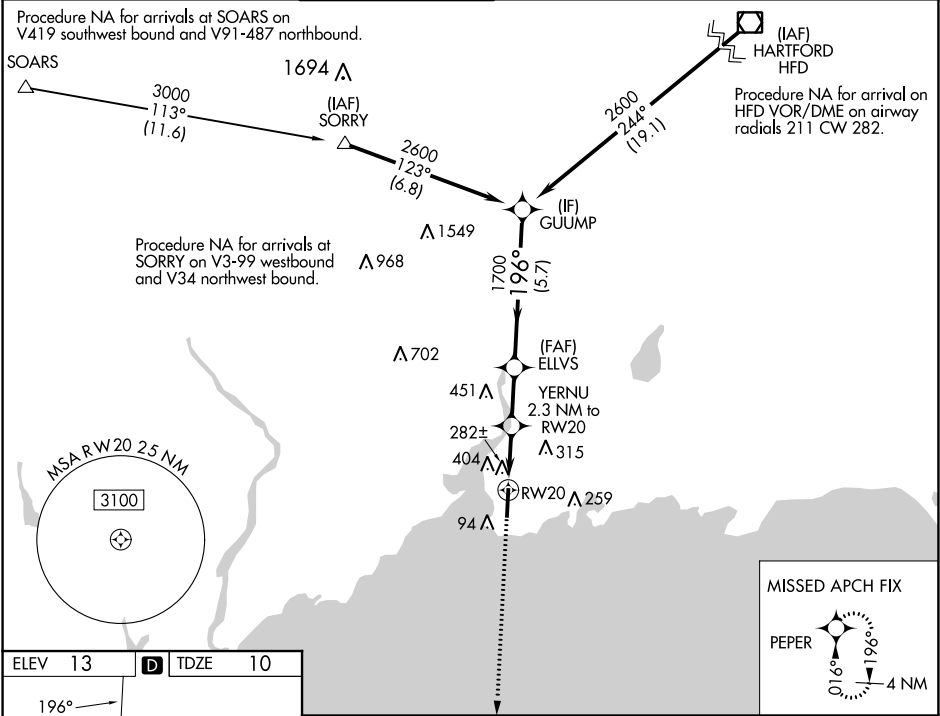 Procedure NA for arrivals at SOARS on
V419 southwest bound and V91-487 northbound.
SOARS
1694
(IAF)
HARTFORD
HFD
3000
113°
(11.6)
(IAF)
SORRY
2600
244°
(19.1)
Procedure NA for arrival on
HFD VOR/DME on airway
radials 211 CW 282.
2600
123°
(6.8)
(IF)
GUUMP
1549
Procedure NA for arrivals at
SORRY on V3-99 westbound
and V34 northwest bound.
968
1700
196°
(5.7)
702
(FAF)
ELLVS
451
YERNU
2.3 NM to
RW20
282±
315
404
MSA RW20 25 NM
3100
RW20
259
94
MISSED APCH FIX
PEPER
196°
016°
4 NM
ELEV 13
D
TDZE 10
196°